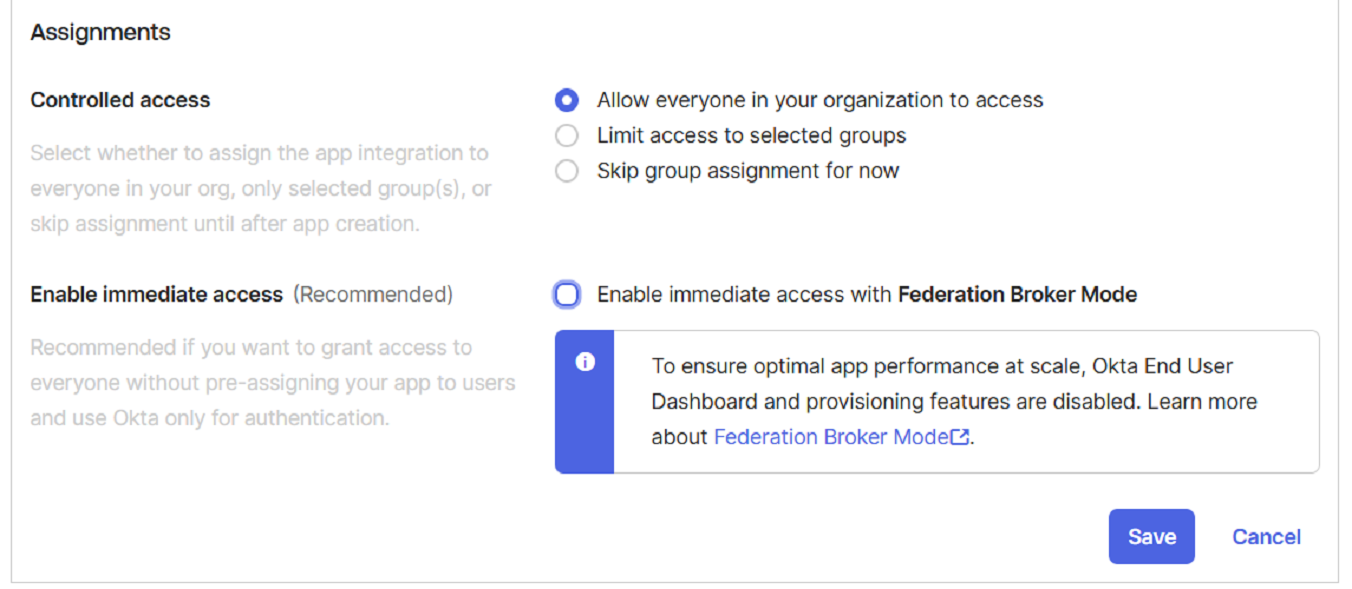 Assignments
Controlled access
Select whether to assign the app integration to
everyone in your org, only selected group(s), or
skip assignment until after app creation.
Allow everyone in your organization to access
Limit access to selected groups
Skip group assignment for now
Enable immediate access (Recommended)
Recommended if you want to grant access to
everyone without pre-assigning your app to users
and use Okta only for authentication.
Enable immediate access with Federation Broker Mode
To ensure optimal app performance at scale, Okta End User
Dashboard and provisioning features are disabled. Learn more
about Federation Broker Mode.
Save Cancel